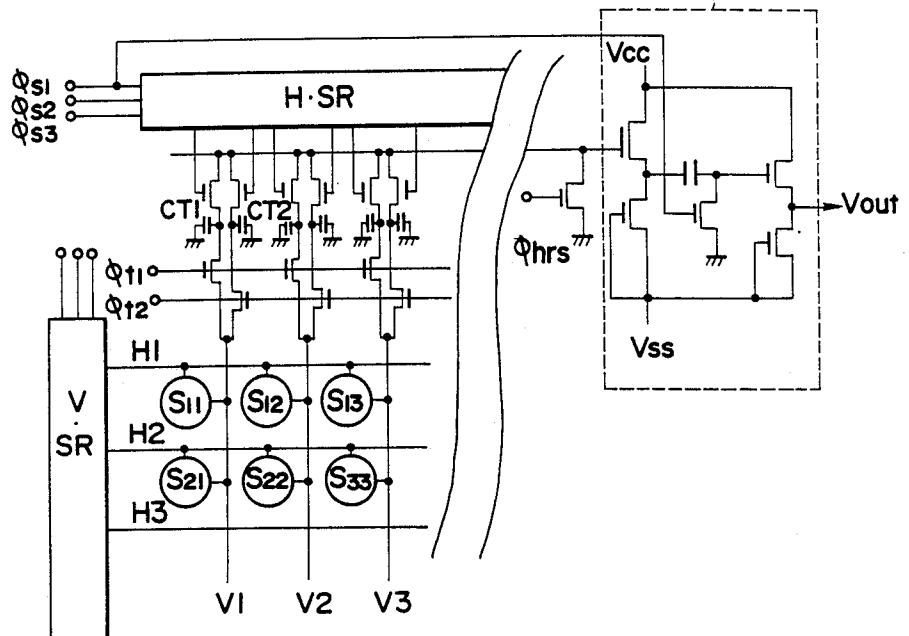 Vcc
φS1
φS2
φS3
H·SR
CT1
CT2
Vout
φhrs
φt1
φt2
Vss
H1
V·SR
S11
S12
S13
H2
S21
S22
S33
H3
V1
V2
V3